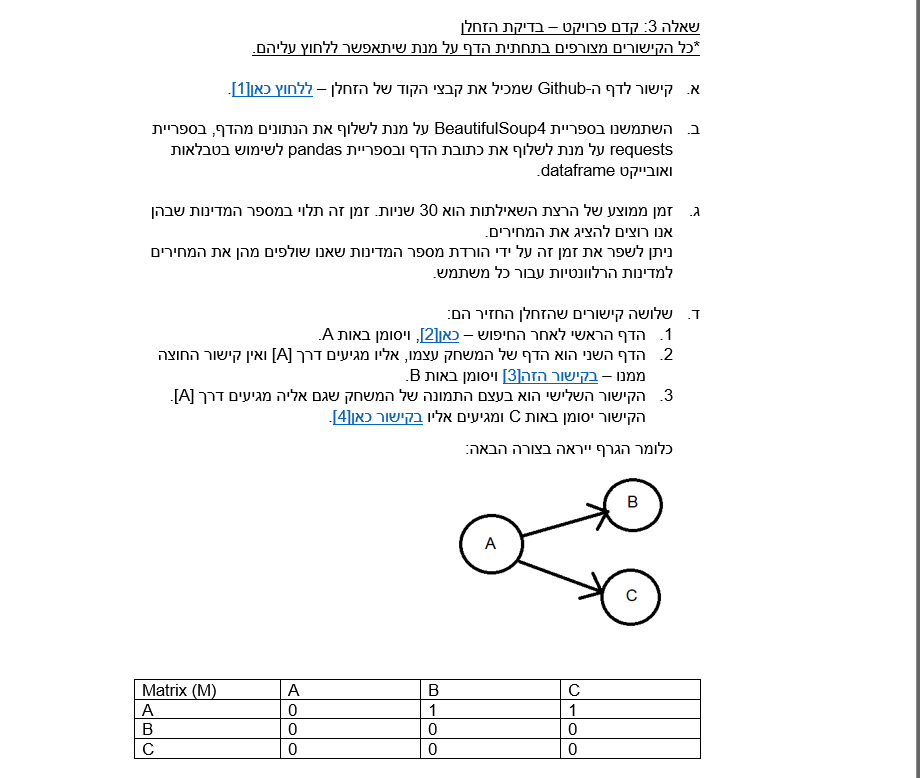 שאלה 3: קדם פרויקט – בדיקת הזחלן
*כל הקישורים מצורפים בתחתית הדף על מנת שיתאפשר ללחוץ עליהם.
א. קישור לדף ה-Github שמכיל את קבצי הקוד של הזחלן – ללחוץ כאן[1].
ב. השתמשנו בספריית BeautifulSoup4 על מנת לשלוף את הנתונים מהדף, בספריית
requests על מנת לשלוף את כתובת הדף ובספריית pandas לשימוש בטבלאות
ואובייקט dataframe.
ג. זמן ממוצע של הרצת השאילתות הוא 30 שניות. זמן זה תלוי במספר המדינות שבהן
אנו רוצים להציג את המחירים.
ניתן לשפר את זמן זה על ידי הורדת מספר המדינות שאנו שולפים מהן את המחירים
למדינות הרלוונטיות עבור כל משתמש.
ד. שלושה קישורים שהזחלן החזיר הם:
1. הדף הראשי לאחר החיפוש – כאן[2], ויסומן באות A.
2. הדף השני הוא הדף של המשחק עצמו, אליו מגיעים דרך [A] ואין קישור החוצה
ממנו – בקישור הזה[3] ויסומן באות B.
3. הקישור השלישי הוא בעצם התמונה של המשחק שגם אליה מגיעים דרך [A].
הקישור יסומן באות C ומגיעים אליו בקישור כאן[4].
כלומר הגרף ייראה בצורה הבאה:
B
A
C
Matrix (M) A B C
A 0 1 1
B 0 0 0
C 0 0 0